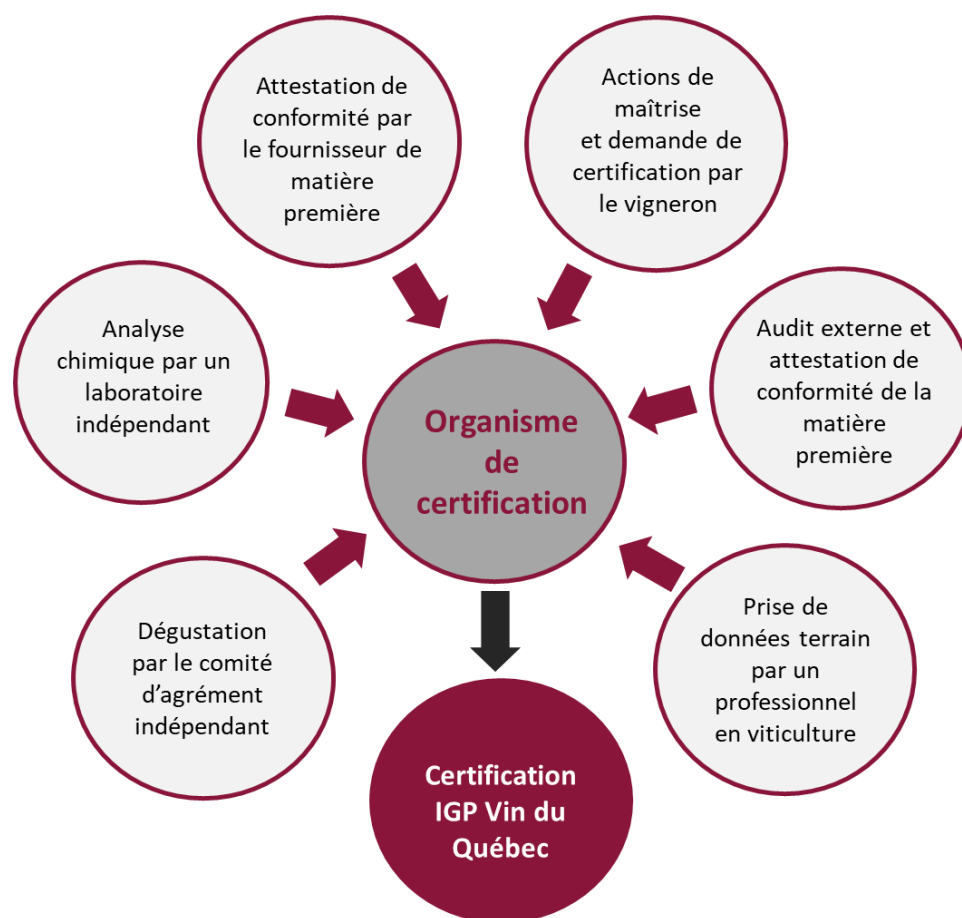 Attestation de
conformité par
le fournisseur de
matière
première
Actions de
maîtrise
et demande de
certification par
le vigneron
Analyse
chimique par un
laboratoire
indépendant
Organisme
de
certification
Audit externe et
attestation de
conformité de la
matière
première
Dégustation
par le comité
d’agrément
indépendant
Prise de
données terrain
par un
professionnel
en viticulture
Certification
IGP Vin du
Québec